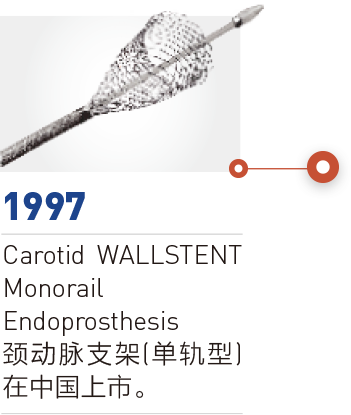 1997
Carotid WALLSTENT
Monorail
Endoprosthesis
颈动脉支架(单轨型)
在中国上市。